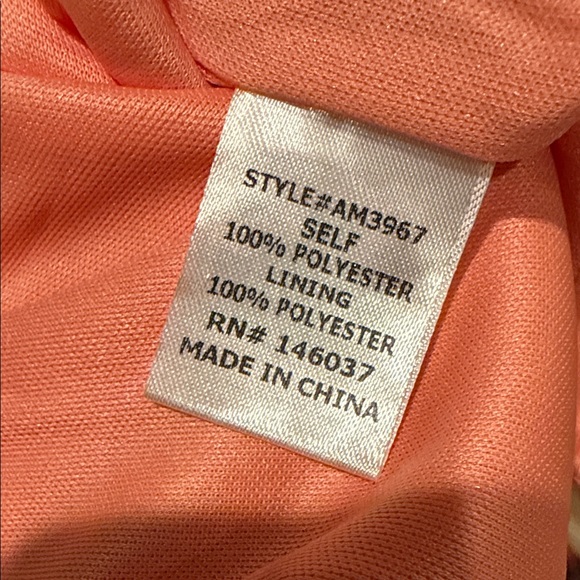 STYLE#AM3967
SELF
100% POLYESTER
LINING
100% POLYESTER
RN# 146037
MADE IN CHINA